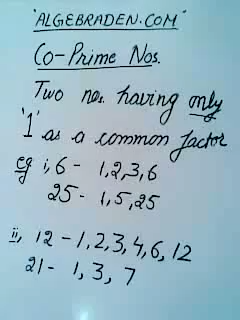 "ALGEBRADEN.COM"
Co-Prime Nos.
Two nos. having only
'1' as a common factor
eg i, 6 - 1,2,3,6
25 - 1,5,25
ii, 12 - 1,2,3,4,6,12
21 - 1, 3, 7